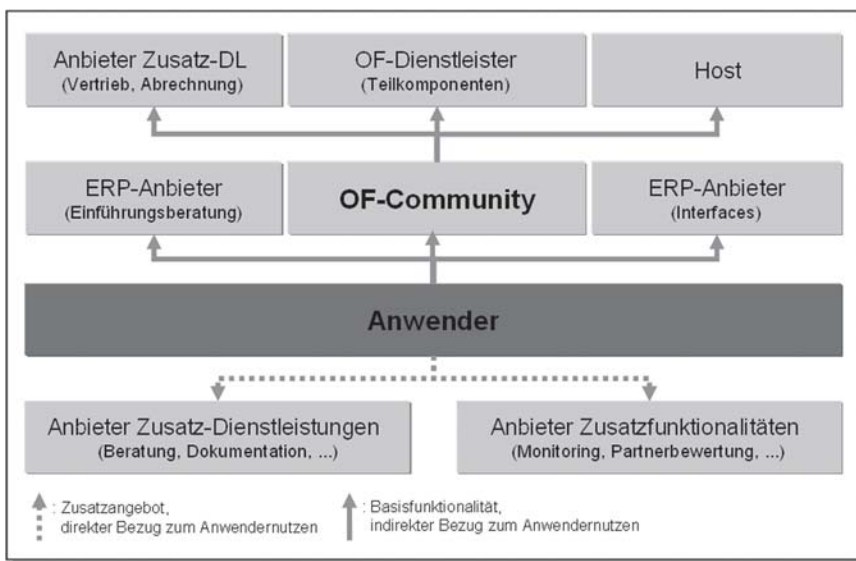 Anbieter Zusatz-DL
(Vertrieb, Abrechnung)
OF-Dienstleister
(Teilkomponenten)
Host
ERP-Anbieter
(Einführungsberatung)
OF-Community
ERP-Anbieter
(Interfaces)
Anwender
Anbieter Zusatz-Dienstleistungen
(Beratung, Dokumentation, ...)
Anbieter Zusatzfunktionalitäten
(Monitoring, Partnerbewertung, ...)
: Zusatzangebot,
direkter Bezug zum Anwendernutzen
: Basisfunktionalität,
indirekter Bezug zum Anwendernutzen